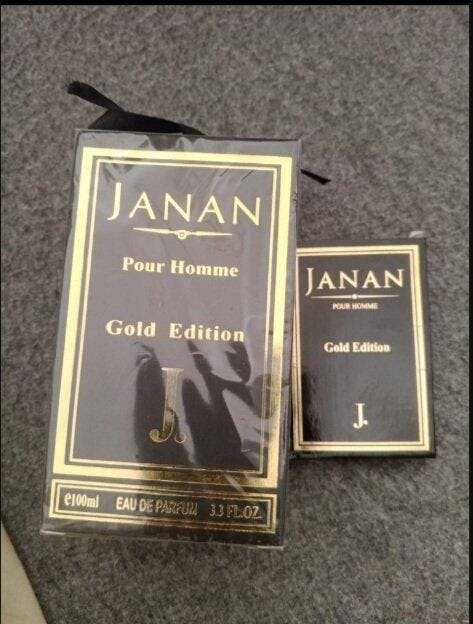 JANAN
Pour Homme
Gold Edition
J.
e100ml EAU DE PARFUM 3.3 FL.OZ.
JANAN
POUR HOMME
Gold Edition
J.